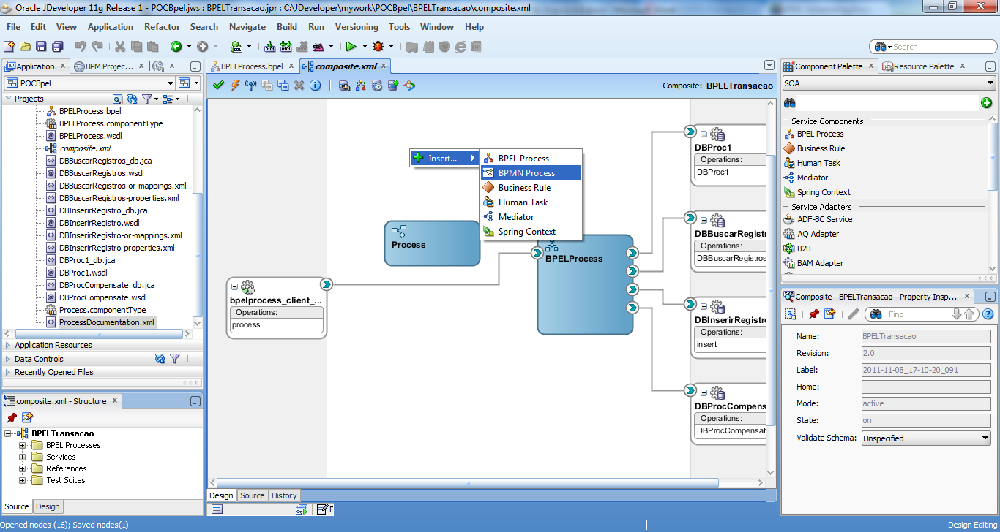 Oracle JDeveloper 11g Release 1 - POCBpel.jws : BPELTransacao.jpr : C:\JDeveloper\mywork\POCBpel\BPELTransacao\composite.xml
File Edit View Application Refactor Search Navigate Build Run Versioning Tools Window Help
Search
Application
BPM Projec...
POCBpel
Projects
BPELProcess.bpel
BPELProcess.componentType
BPELProcess.wsdl
composite.xml
DBBuscarRegistros_db.jca
DBBuscarRegistros.wsdl
DBBuscarRegistros-or-mappings.xml
DBBuscarRegistros-properties.xml
DBInserirRegistro_db.jca
DBInserirRegistro.wsdl
DBInserirRegistro-or-mappings.xml
DBInserirRegistro-properties.xml
DBProc1_db.jca
DBProc1.wsdl
DBProcCompensate_db.jca
DBProcCompensate.wsdl
Process.componentType
ProcessDocumentation.xml
Application Resources
Data Controls
Recently Opened Files
composite.xml - Structure
BPELTransacao
BPEL Processes
Services
References
Test Suites
Source Design
BPELProcess.bpel composite.xml
Composite: BPELTransacao
Insert...
BPEL Process
BPMN Process
Business Rule
Human Task
Mediator
Spring Context
Process
BPELProcess
bpelprocess_client_...
Operations:
process
DBProc1
Operations:
DBProc1
DBBuscarRegistr
Operations:
DBBuscarRegistros
DBInserirRegistro
Operations:
insert
DBProcCompens
Operations:
DBProcCompensat
Design Source History
Component Palette Resource Palette
SOA
Service Components
BPEL Process
Business Rule
Human Task
Mediator
Spring Context
Service Adapters
ADF-BC Service
AQ Adapter
B2B
BAM Adapter
Composite - BPELTransacao - Property Insp...
Find
Name: BPELTransacao
Revision: 2.0
Label: 2011-11-08_17-10-20_091
Home:
Mode: active
State: on
Validate Schema: Unspecified
Opened nodes (16); Saved nodes(1)
Design Editing